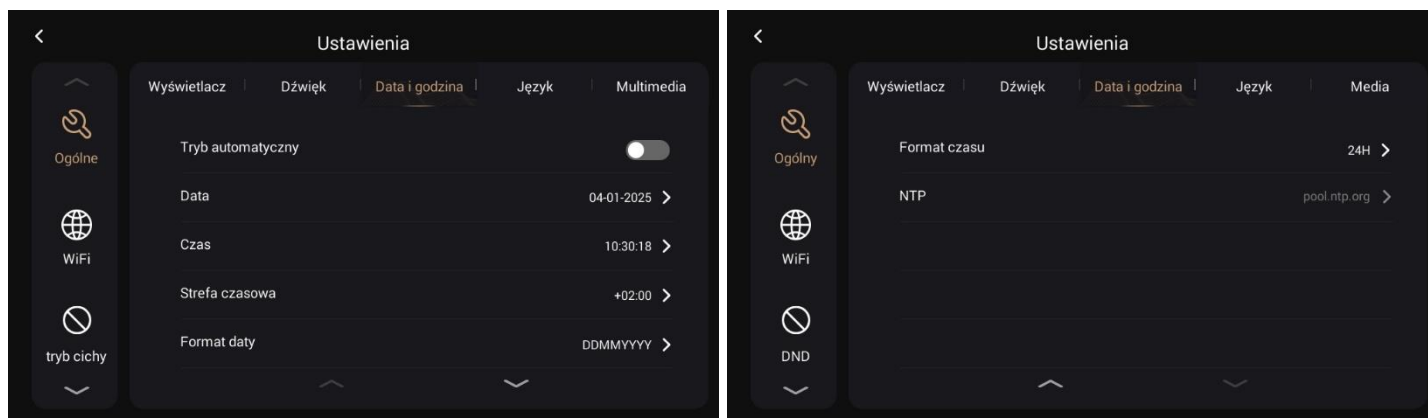 Ustawienia
Wyświetlacz Dźwięk Data i godzina Język Multimedia
Ogólne
WiFi
tryb cichy
Tryb automatyczny
Data 04-01-2025
Czas 10:30:18
Strefa czasowa +02:00
Format daty DDMMYYYY
Ustawienia
Wyświetlacz Dźwięk Data i godzina Język Media
Ogólny
WiFi
DND
Format czasu 24H
NTP pool.ntp.org